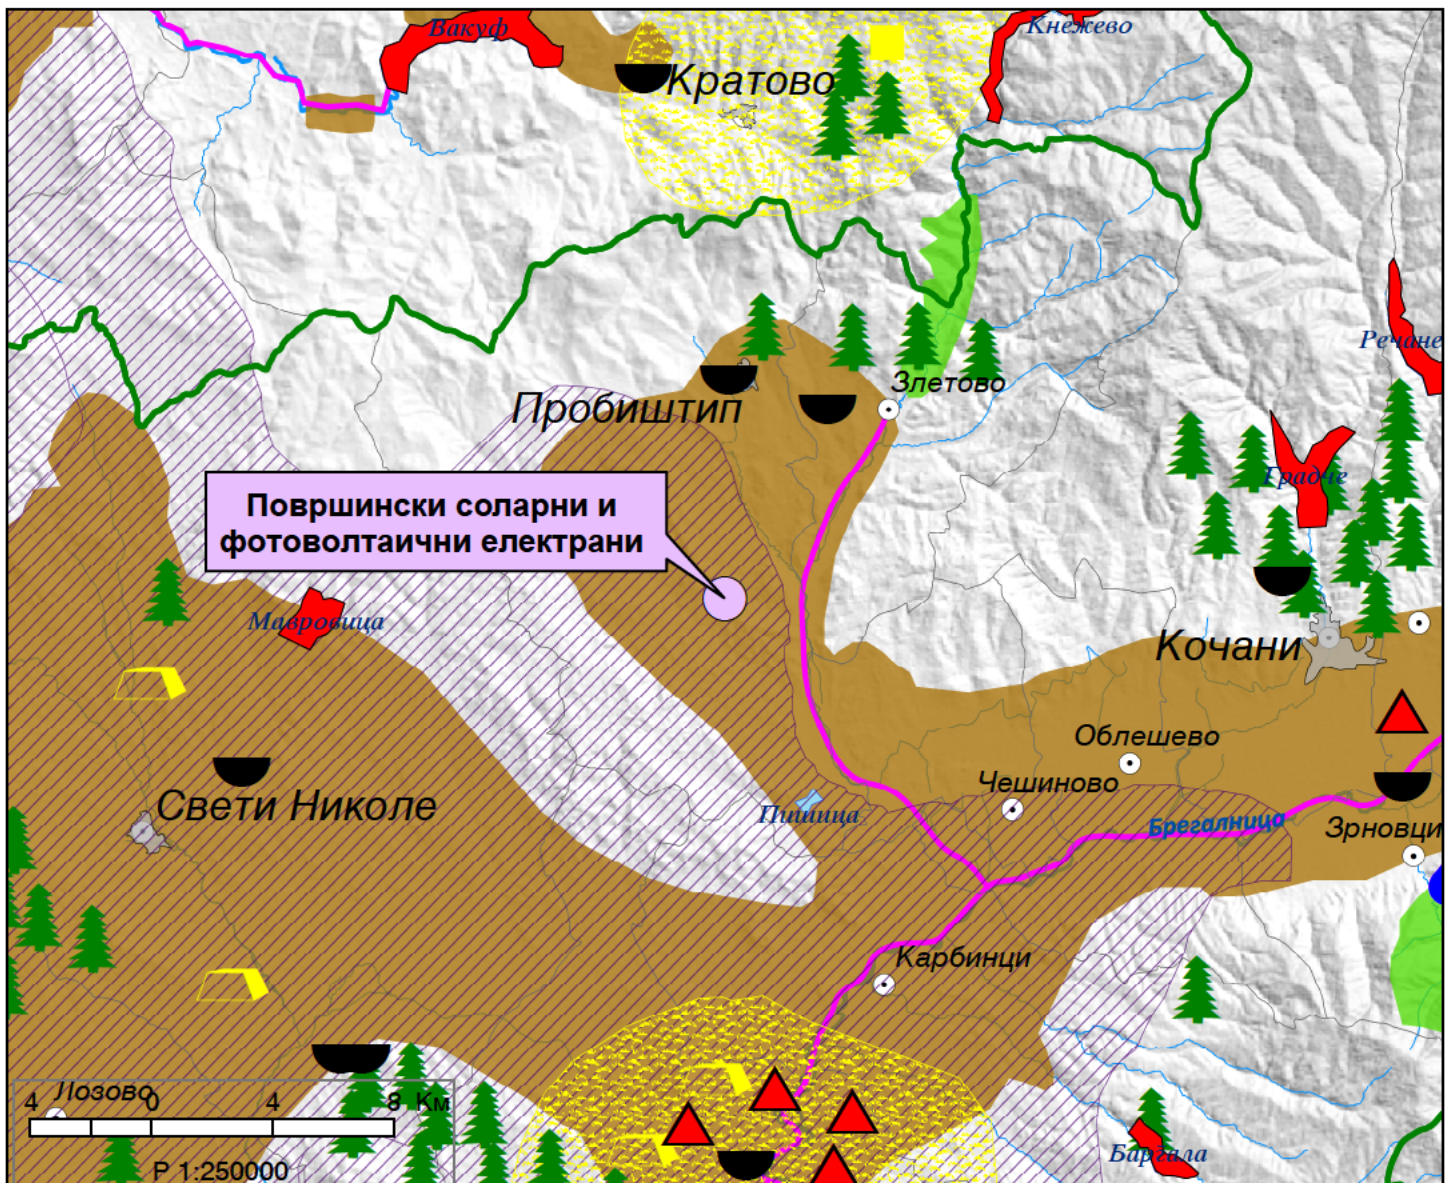 Вакуф
Кнежево
Кратово
Речане
Злетово
Пробиштип
Градче
Површински соларни и
фотоволтаични електрани
Мавровица
Кочани
Облешево
Чешиново
Свети Николе
Пишица
Брегалница
Зрновци
Карбинци
Лозово
4 0 4 8 Км
Р 1:250000
Баргала